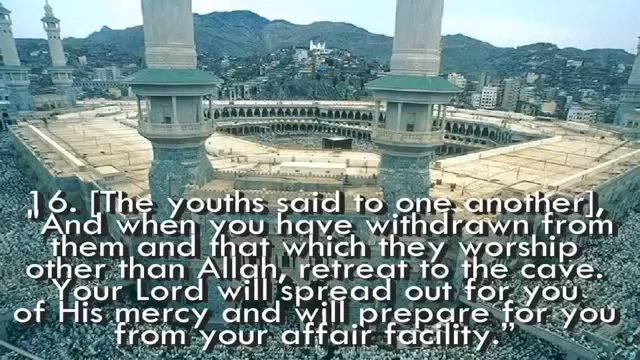 16. [The youths said to one another],
"And when you have withdrawn from
them and that which they worship
other than Allah, retreat to the cave.
Your Lord will spread out for you
of His mercy and will prepare for you
from your affair facility."